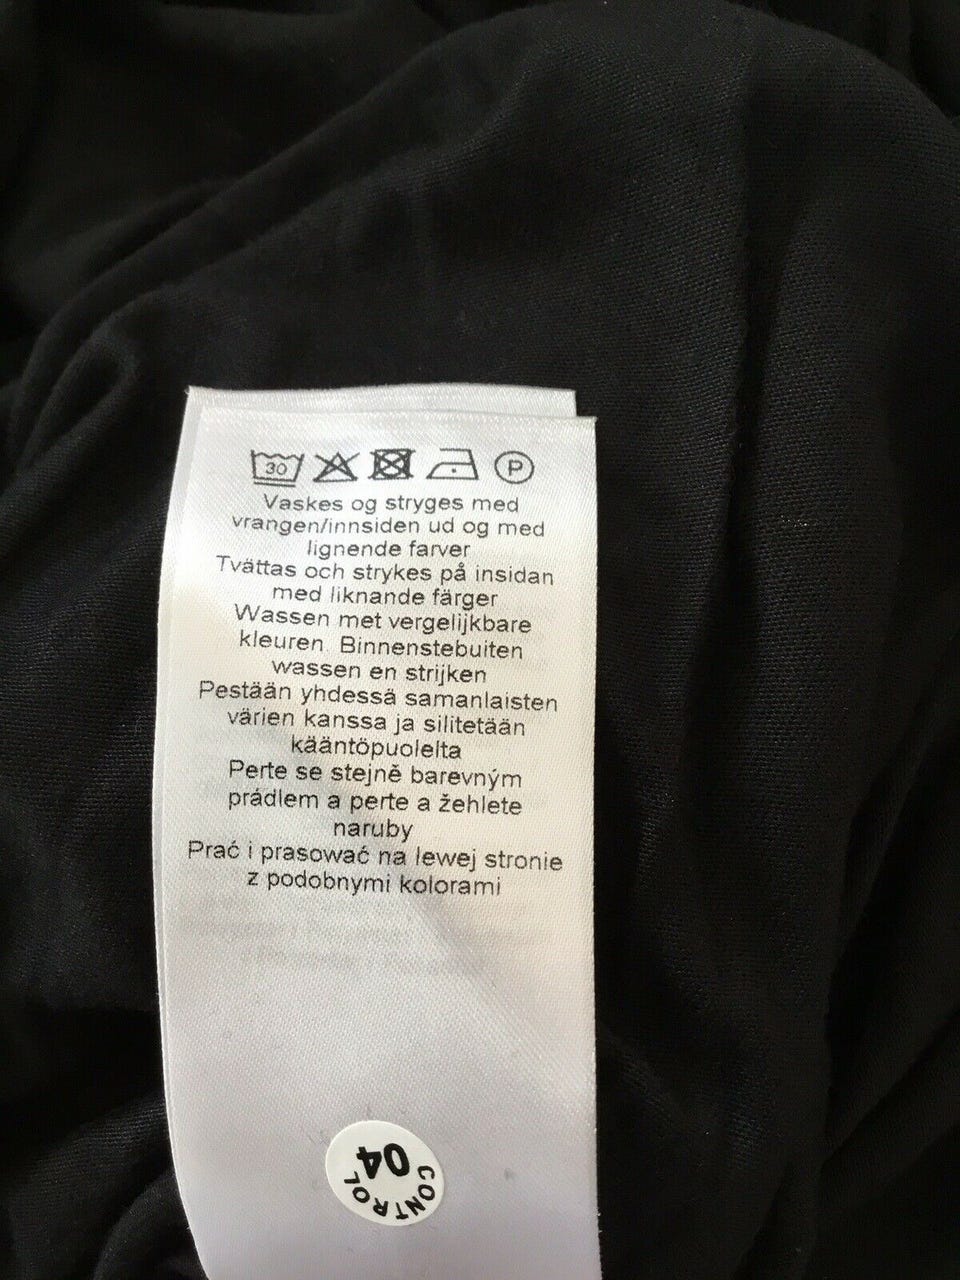 30 P
Vaskes og stryges med
vrangen/innsiden ud og med
lignende farver
Tvättas och strykes på insidan
med liknande färger
Wassen met vergelijkbare
kleuren. Binnenstebuiten
wassen en strijken
Pestään yhdessä samanlaisten
värien kanssa ja silitetään
kääntöpuolelta
Perte se stejně barevným
prádlem a perte a žehlete
naruby
Prać i prasować na lewej stronie
z podobnymi kolorami
CONTROL
04